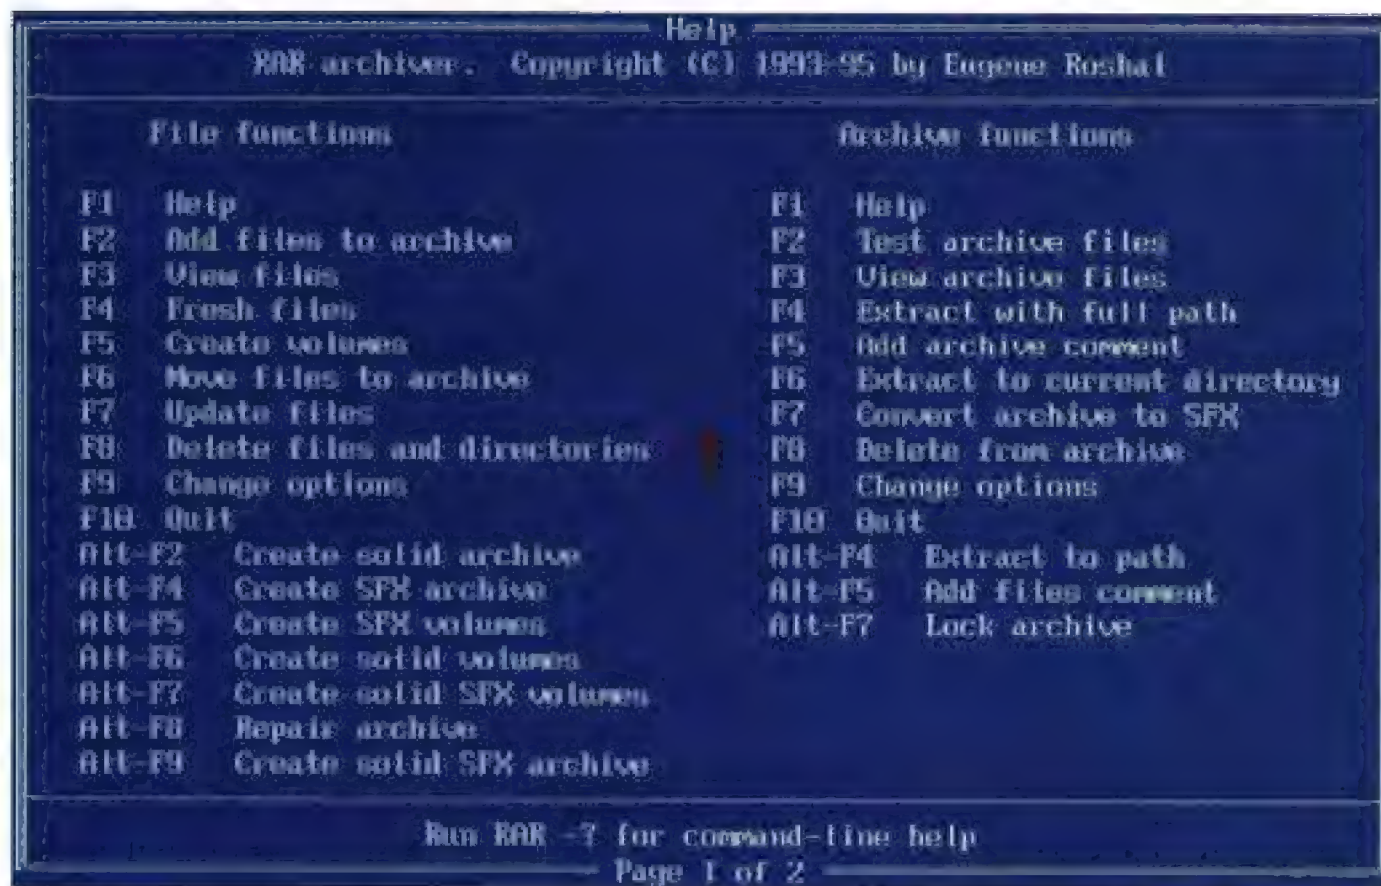 Help
RAR archiver. Copyright (C) 1993-95 by Eugene Roshal
File functions Archive functions
F1 Help F1 Help
F2 Add files to archive F2 Test archive files
F3 View files F3 View archive files
F4 Fresh files F4 Extract with full path
F5 Create volumes F5 Add archive comment
F6 Move files to archive F6 Extract to current directory
F7 Update files F7 Convert archive to SFX
F8 Delete files and directories F8 Delete from archive
F9 Change options F9 Change options
F10 Quit F10 Quit
Alt-F2 Create solid archive Alt-F4 Extract to path
Alt-F4 Create SFX archive Alt-F5 Add files comment
Alt-F5 Create SFX volumes Alt-F7 Lock archive
Alt-F6 Create solid volumes
Alt-F7 Create solid SFX volumes
Alt-F8 Repair archive
Alt-F9 Create solid SFX archive
Run RAR -? for command-line help
Page 1 of 2